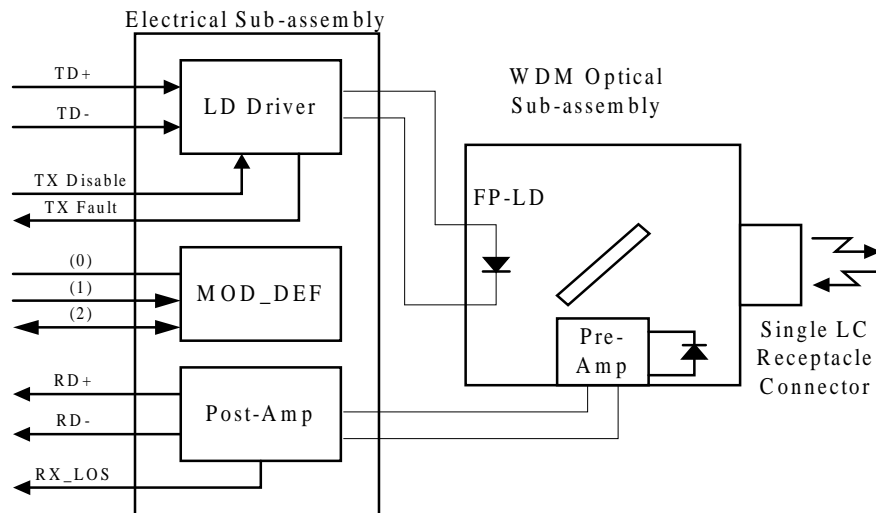 Electrical Sub-assembly
TD+
TD-
LD Driver
TX Disable
TX Fault
(0)
(1)
(2)
MOD_DEF
RD+
RD-
Post-Amp
RX_LOS
WDM Optical
Sub-assembly
FP-LD
Pre-
Amp
Single LC
Receptacle
Connector